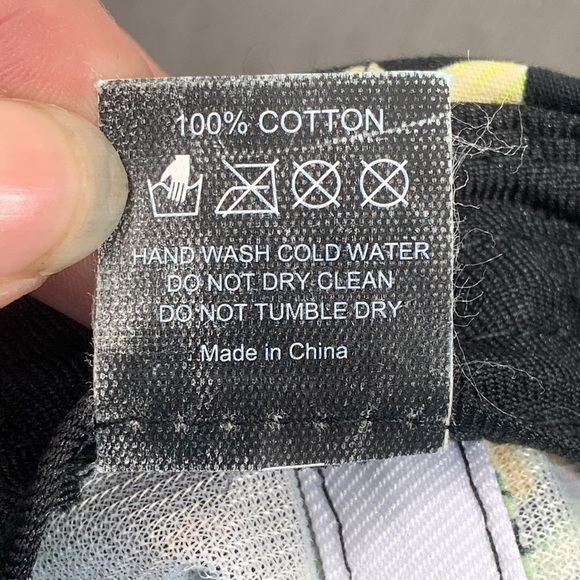 100% COTTON
HAND WASH COLD WATER
DO NOT DRY CLEAN
DO NOT TUMBLE DRY
Made in China